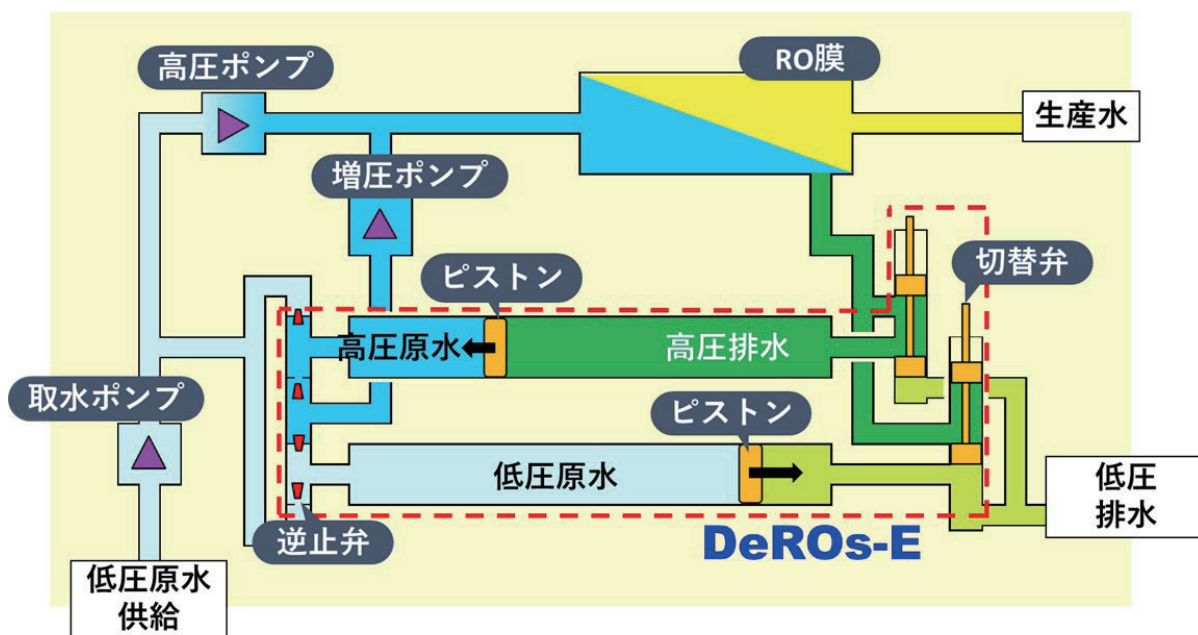 高圧ポンプ
RO膜
生産水
増圧ポンプ
ピストン
切替弁
高圧原水
高圧排水
取水ポンプ
ピストン
低圧原水
低圧
排水
逆止弁
DeROs-E
低圧原水
供給